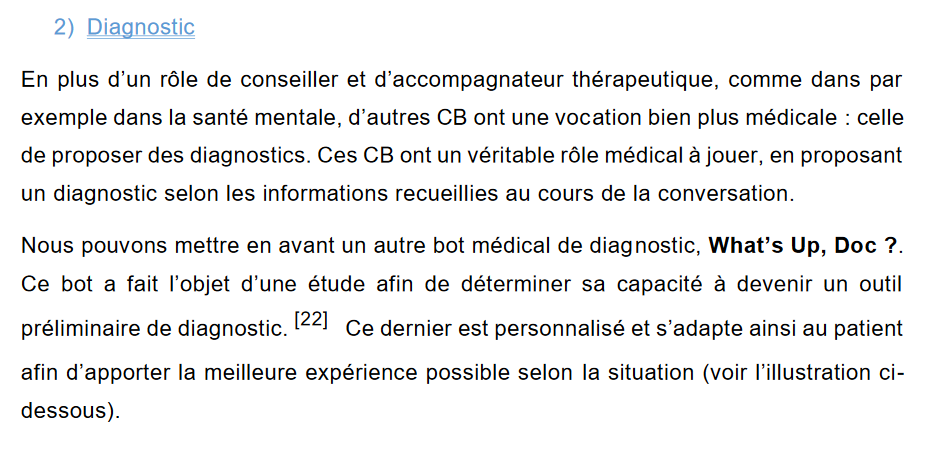 2) Diagnostic
En plus d’un rôle de conseiller et d’accompagnateur thérapeutique, comme dans par
exemple dans la santé mentale, d’autres CB ont une vocation bien plus médicale : celle
de proposer des diagnostics. Ces CB ont un véritable rôle médical à jouer, en proposant
un diagnostic selon les informations recueillies au cours de la conversation.
Nous pouvons mettre en avant un autre bot médical de diagnostic, What’s Up, Doc ?.
Ce bot a fait l’objet d’une étude afin de déterminer sa capacité à devenir un outil
préliminaire de diagnostic. [22] Ce dernier est personnalisé et s’adapte ainsi au patient
afin d’apporter la meilleure expérience possible selon la situation (voir l’illustration ci-
dessous).